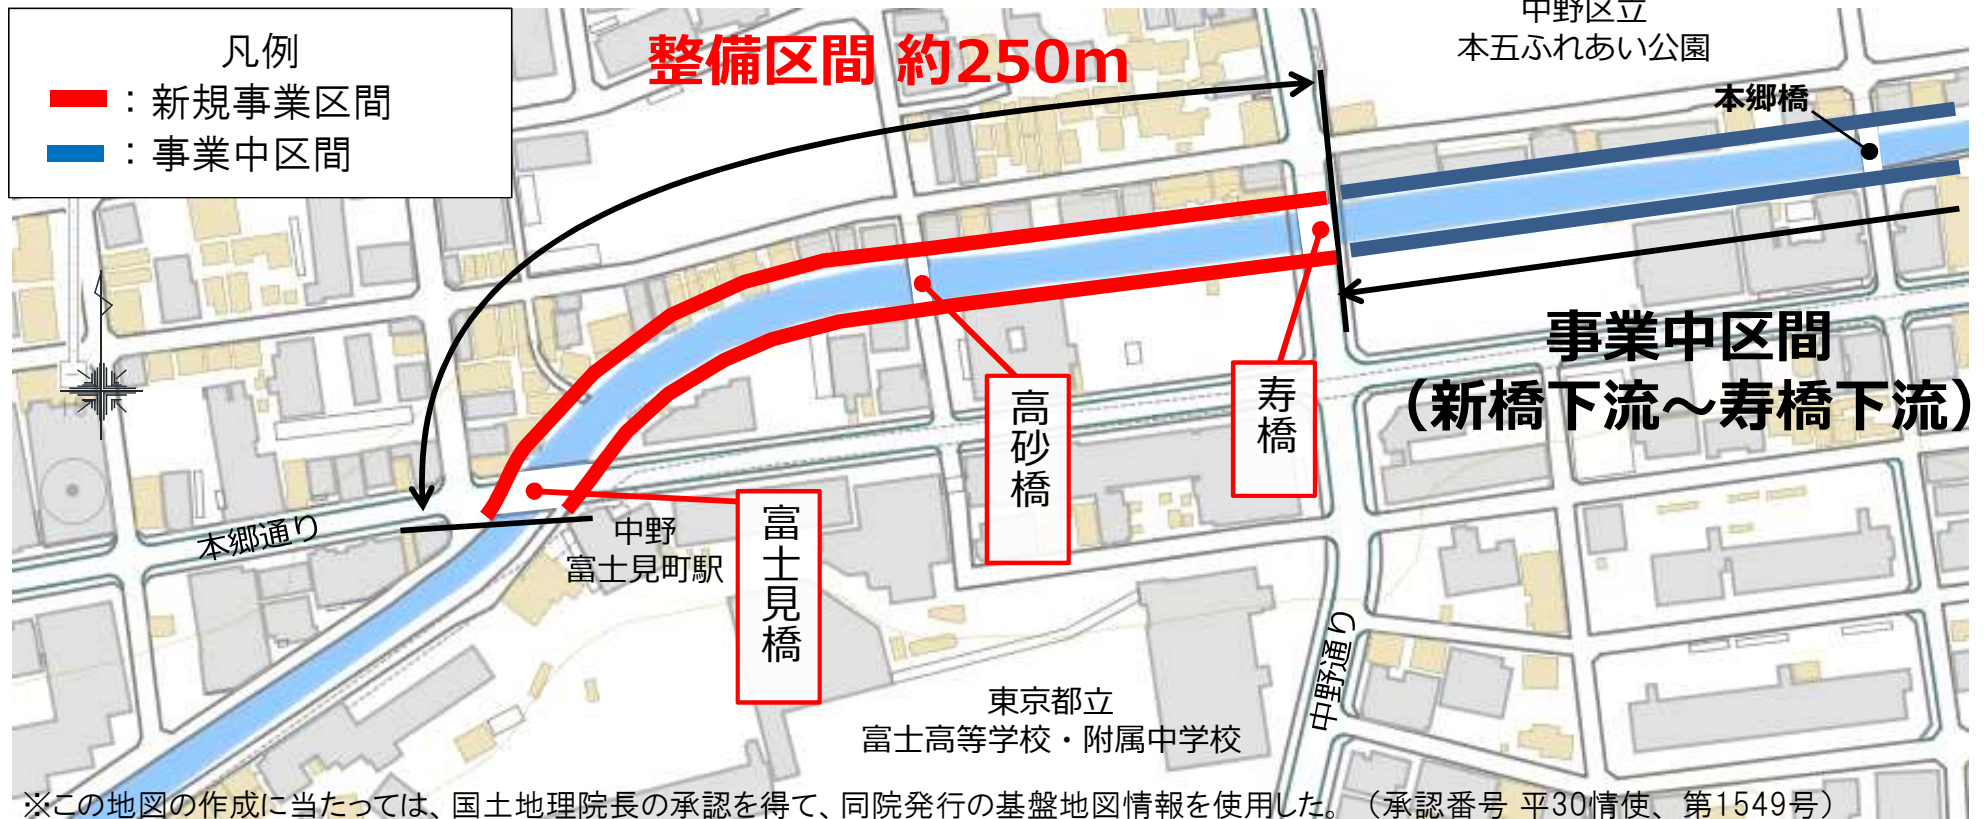 凡例
：新規事業区間
：事業中区間
整備区間 約250m
中野区立
本五ふれあい公園
本郷橋
事業中区間
（新橋下流～寿橋下流）
高砂橋
寿橋
富士見橋
本郷通り
中野
富士見町駅
中野通り
東京都立
富士高等学校・附属中学校
※この地図の作成に当たっては、国土地理院長の承認を得て、同院発行の基盤地図情報を使用した。（承認番号 平30情使、第1549号）